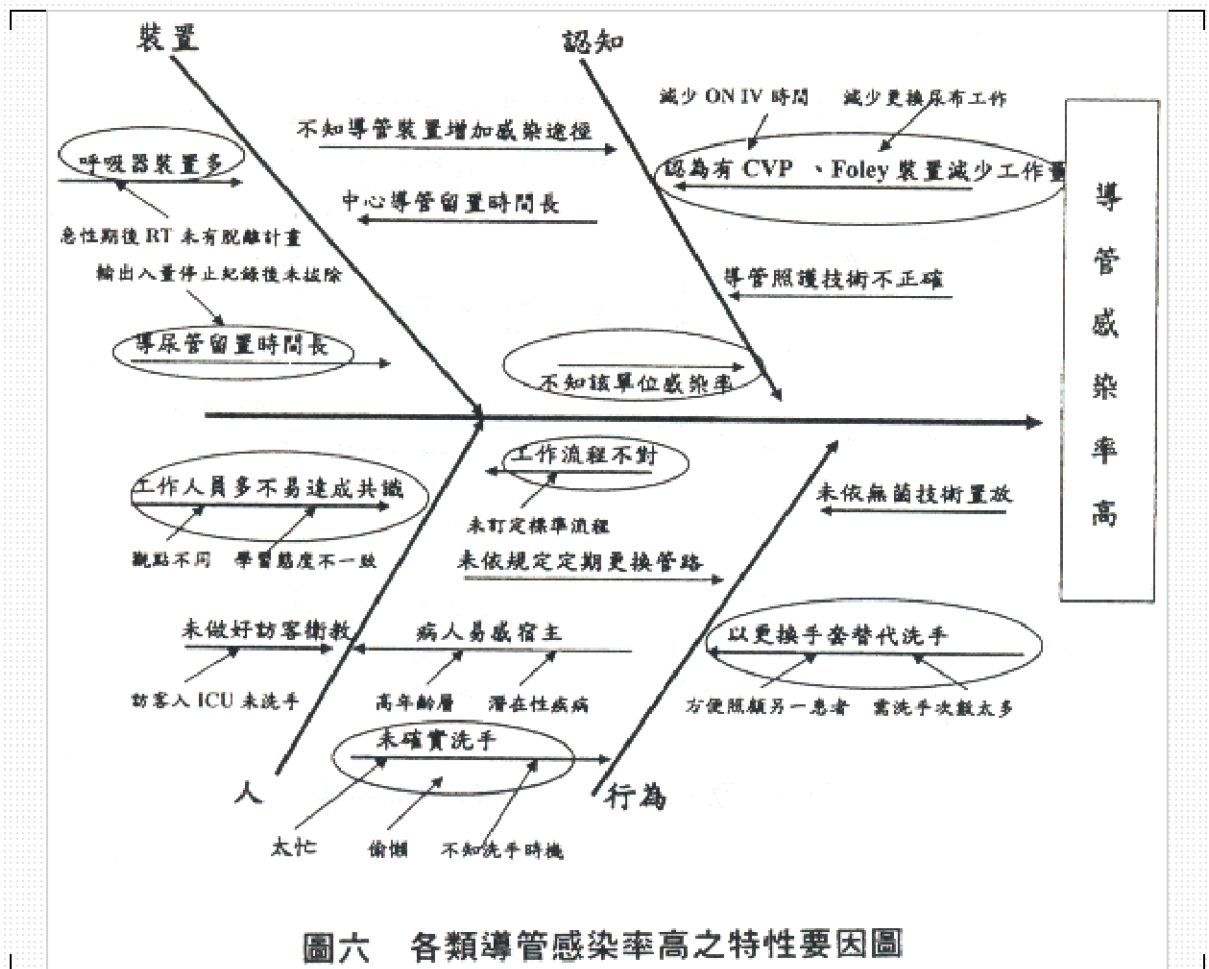 裝置
認知
減少 ON IV 時間
減少更換尿布工作
不知導管裝置增加感染途徑
呼吸器裝置多
認為有 CVP 、Foley 裝置減少工作量
中心導管留置時間長
急性期後 RT 未有脫離計畫
輸出入量停止紀錄後未拔除
導管照護技術不正確
導尿管留置時間長
不知該單位感染率
導管感染率高
工作流程不對
工作人員多不易達成共識
未依無菌技術置放
未訂定標準流程
觀點不同
學習態度不一致
未依規定定期更換管路
未做好訪客衛教
病人易感宿主
以更換手套替代洗手
訪客入 ICU 未洗手
高年齡層
潛在性疾病
方便照顧另一患者
需洗手次數太多
未確實洗手
人
行為
太忙
偷懶
不知洗手時機
圖六 各類導管感染率高之特性要因圖